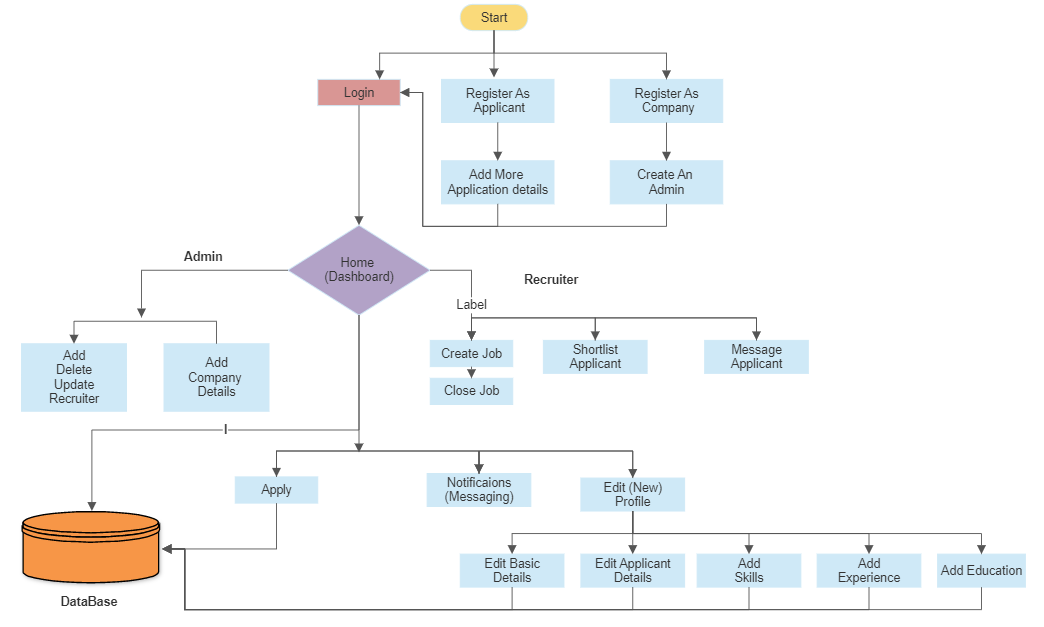 Start
Login
Register As
Applicant
Register As
Company
Add More
Application details
Create An
Admin
Admin
Home
(Dashboard)
Recruiter
Label
Add
Delete
Update
Recruiter
Add
Company
Details
Create Job
Shortlist
Applicant
Message
Applicant
Close Job
I
Apply
Notificaions
(Messaging)
Edit (New)
Profile
Edit Basic
Details
Edit Applicant
Details
Add
Skills
Add
Experience
Add Education
DataBase